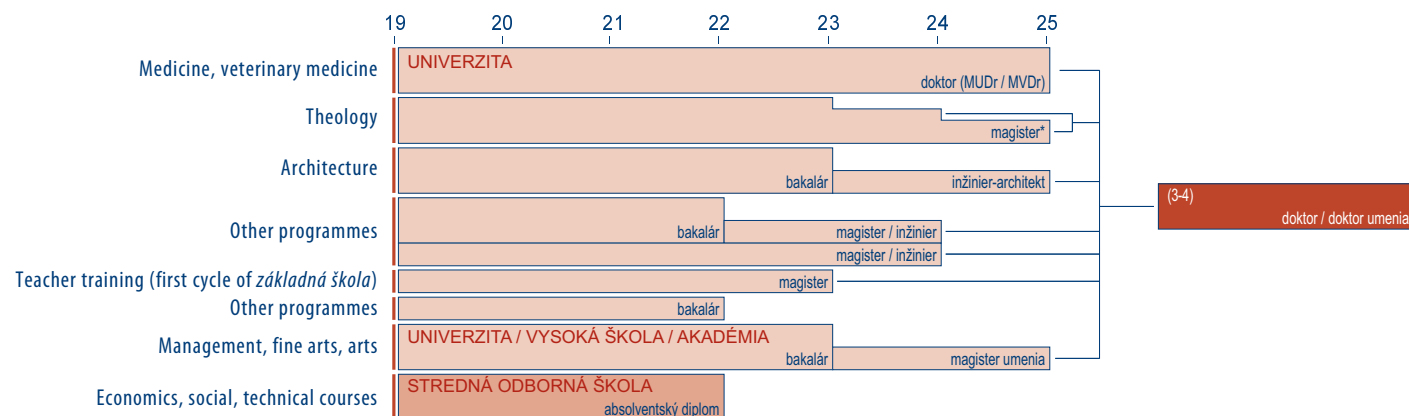 19 20 21 22 23 24 25
Medicine, veterinary medicine
UNIVERZITA
doktor (MUDr / MVDr)
Theology
magister*
Architecture
bakalár
inžinier-architekt
(3-4)
doktor / doktor umenia
Other programmes
bakalár
magister / inžinier
magister / inžinier
Teacher training (first cycle of základná škola)
magister
Other programmes
bakalár
Management, fine arts, arts
UNIVERZITA / VYSOKÁ ŠKOLA / AKADÉMIA
bakalár
magister umenia
Economics, social, technical courses
STREDNÁ ODBORNÁ ŠKOLA
absolventský diplom